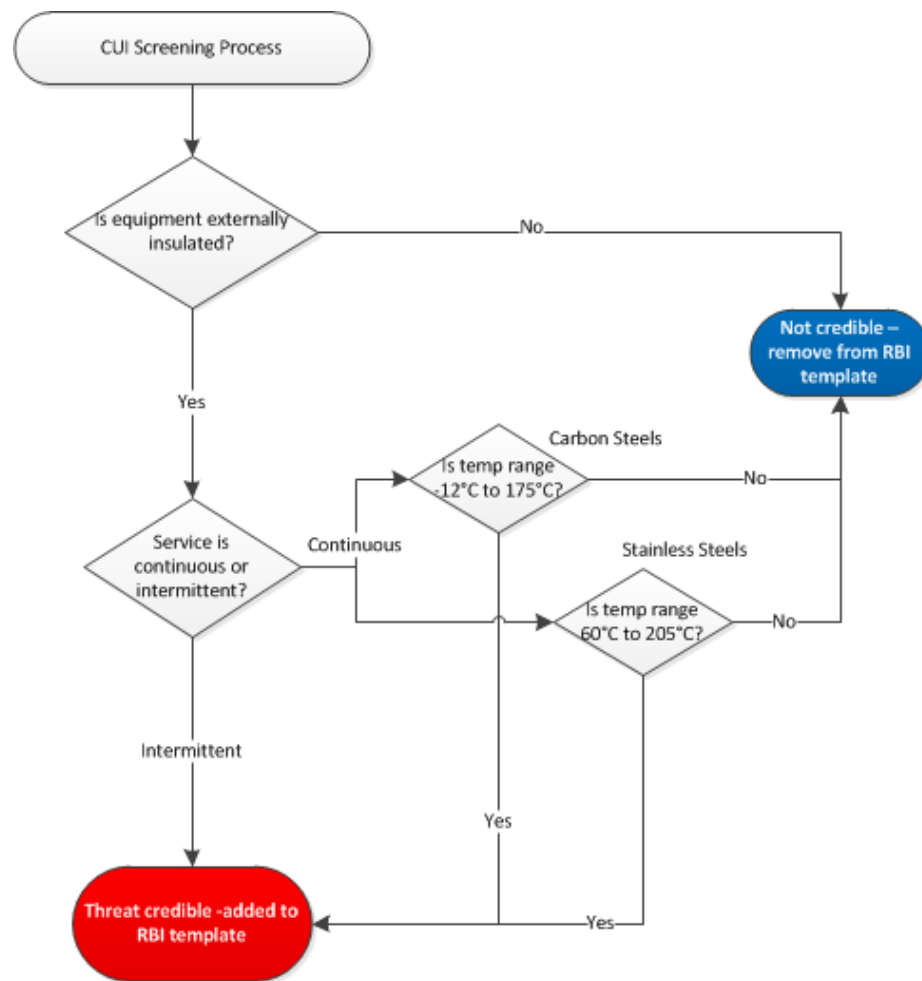 CUI Screening Process
Is equipment externally
insulated?
No
Not credible –
remove from RBI
template
Yes
Carbon Steels
Is temp range
-12°C to 175°C?
No
Service is
continuous or
intermittent?
Continuous
Stainless Steels
Is temp range
60°C to 205°C?
No
Intermittent
Yes
Threat credible -added to
RBI template
Yes